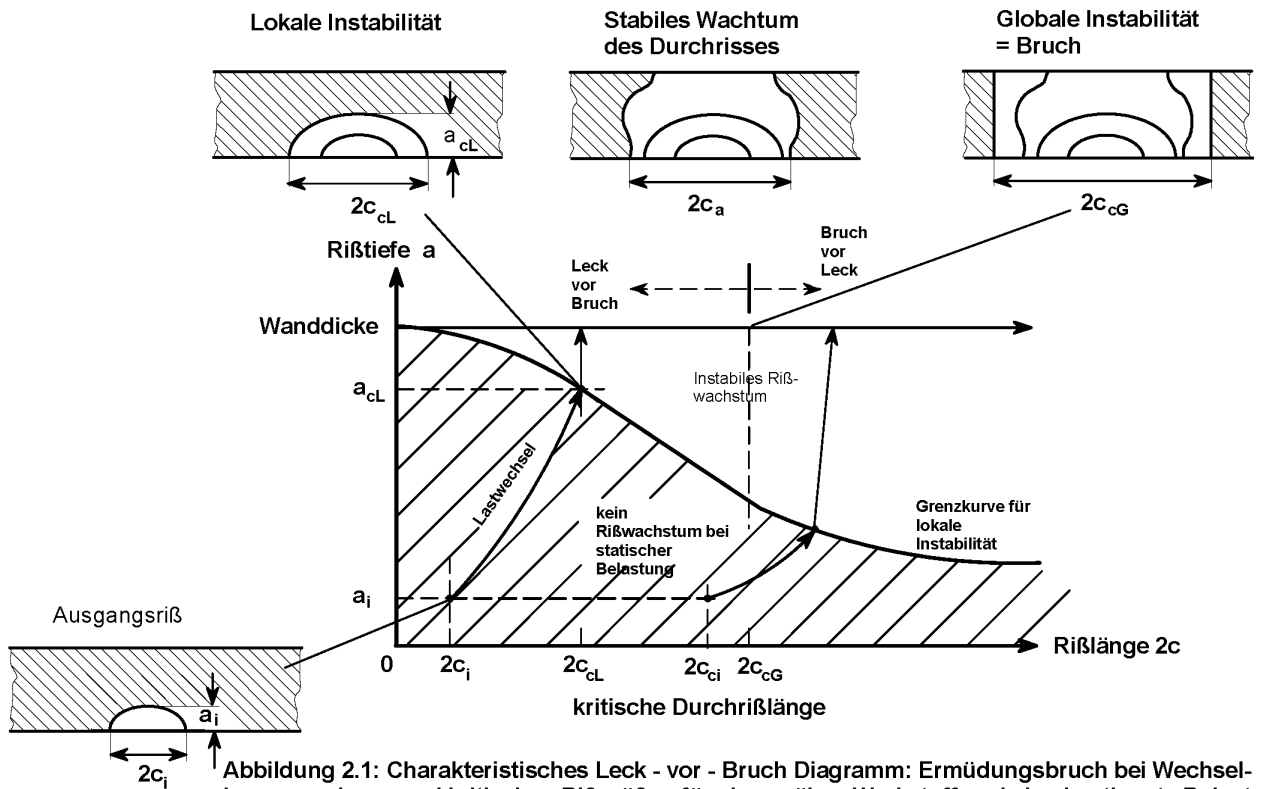 Lokale Instabilität
Stabiles Wachtum
des Durchrisses
Globale Instabilität
= Bruch
a cL
2c cL
2c a
2c cG
Rißtiefe a
Leck
vor
Bruch
Bruch
vor
Leck
Wanddicke
Instabiles Riß-
wachstum
a cL
Lastwechsel
kein
Rißwachstum bei
statischer
Belastung
Grenzkurve für
lokale
Instabilität
a i
Ausgangsriß
0
2c i
2c cL
2c ci
2c cG
Rißlänge 2c
kritische Durchrißlänge
a i
2c i
Abbildung 2.1: Charakteristisches Leck - vor - Bruch Diagramm: Ermüdungsbruch bei Wechsel-